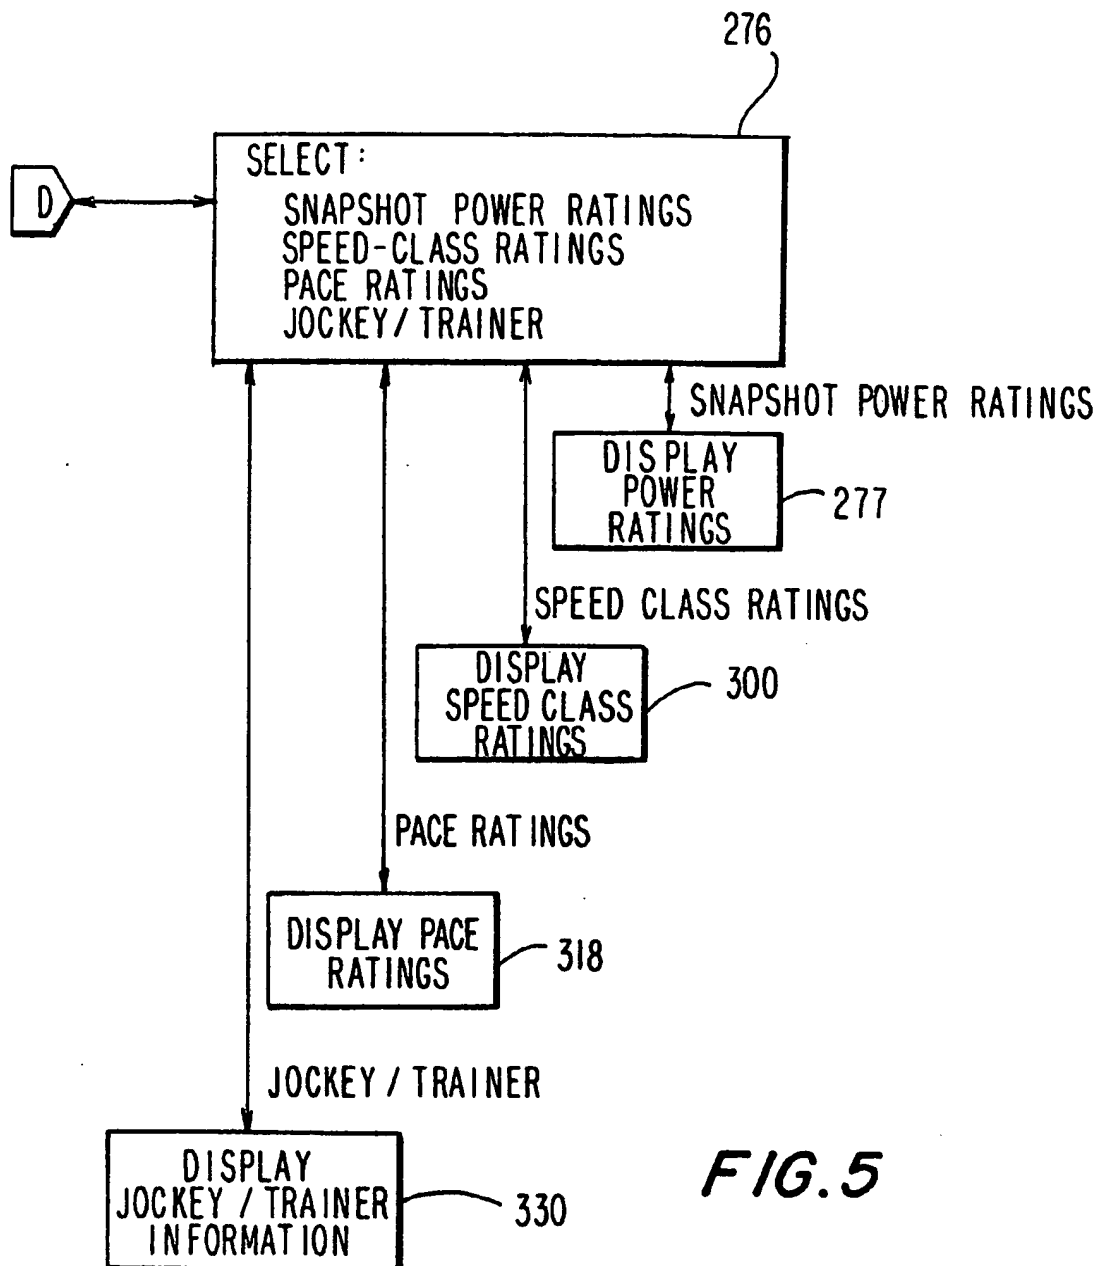 276
SELECT:
D
SNAPSHOT POWER RATINGS
SPEED-CLASS RATINGS
PACE RATINGS
JOCKEY/TRAINER
SNAPSHOT POWER RATINGS
DISPLAY
POWER
RATINGS
277
SPEED CLASS RATINGS
DISPLAY
SPEED CLASS
RATINGS
300
PACE RATINGS
DISPLAY PACE
RATINGS
318
JOCKEY / TRAINER
DISPLAY
JOCKEY / TRAINER
INFORMATION
330
FIG. 5